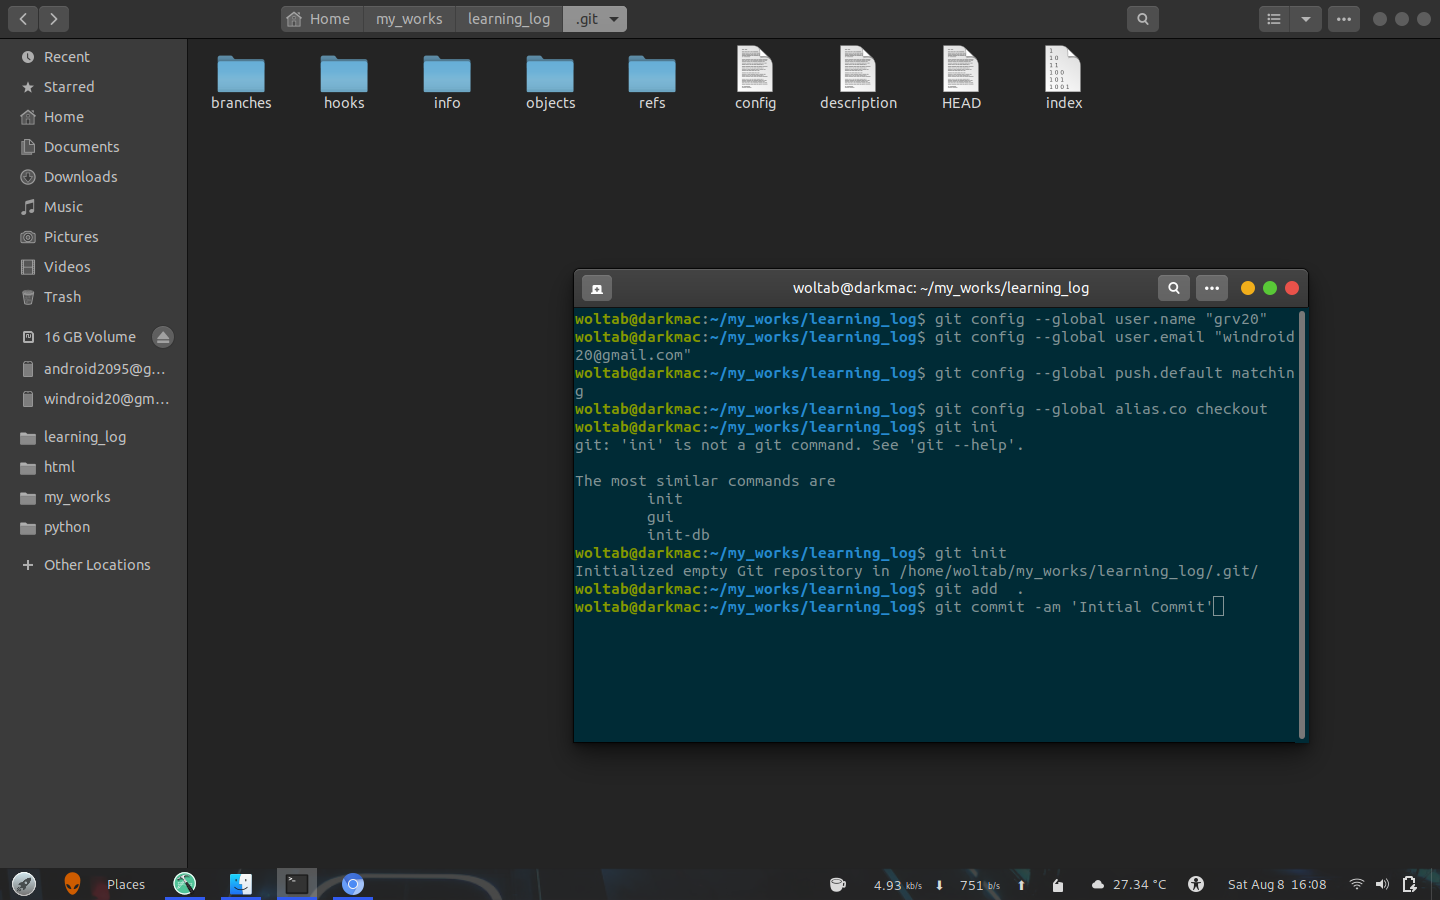 Home my_works learning_log .git
Recent
Starred
Home
Documents
Downloads
Music
Pictures
Videos
Trash
16 GB Volume
android2095@g...
windroid20@gm...
learning_log
html
my_works
python
Other Locations
branches hooks info objects refs config description HEAD index
woltab@darkmac: ~/my_works/learning_log
woltab@darkmac:~/my_works/learning_log$ git config --global user.name "grv20"
woltab@darkmac:~/my_works/learning_log$ git config --global user.email "windroid
20@gmail.com"
woltab@darkmac:~/my_works/learning_log$ git config --global push.default matchin
g
woltab@darkmac:~/my_works/learning_log$ git config --global alias.co checkout
woltab@darkmac:~/my_works/learning_log$ git ini
git: 'ini' is not a git command. See 'git --help'.
The most similar commands are
init
gui
init-db
woltab@darkmac:~/my_works/learning_log$ git init
Initialized empty Git repository in /home/woltab/my_works/learning_log/.git/
woltab@darkmac:~/my_works/learning_log$ git add  .
woltab@darkmac:~/my_works/learning_log$ git commit -am 'Initial Commit'
Places 4.93 kb/s 751 b/s 27.34 °C Sat Aug 8 16:08